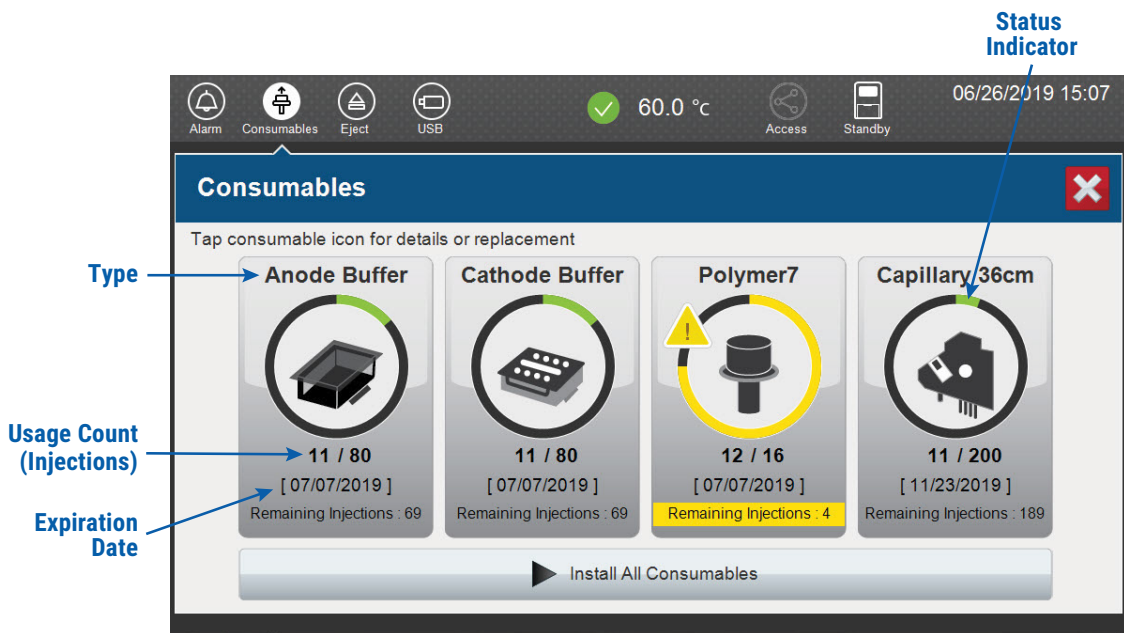 Status
Indicator
06/26/2019 15:07
60.0 °c
Alarm
Consumables
Eject
USB
Access
Standby
Consumables
Tap consumable icon for details or replacement
Type
Anode Buffer
Cathode Buffer
Polymer7
Capillary 36cm
!
Usage Count
(Injections)
11 / 80
11 / 80
12 / 16
11 / 200
[ 07/07/2019 ]
[ 07/07/2019 ]
[ 07/07/2019 ]
[ 11/23/2019 ]
Expiration
Date
Remaining Injections : 69
Remaining Injections : 69
Remaining Injections : 4
Remaining Injections : 189
Install All Consumables